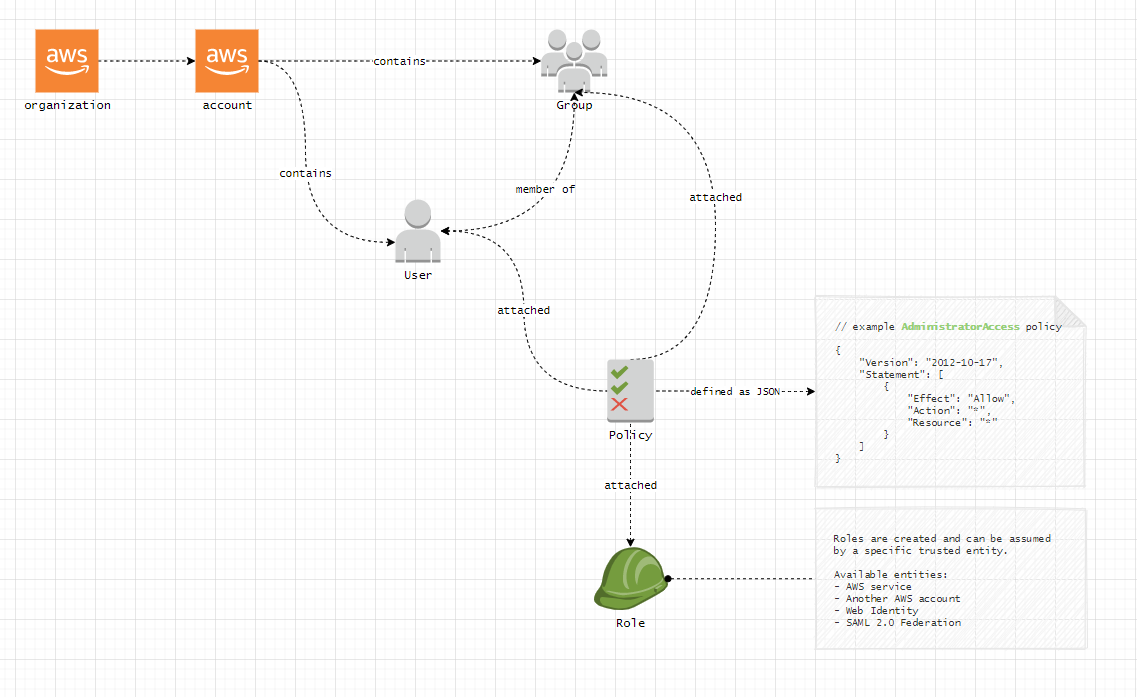 aws
aws
organization
account
contains
Group
contains
member of
attached
User
attached
// example AdministratorAccess policy
{
"Version": "2012-10-17",
"Statement": [
{
"Effect": "Allow",
"Action": "*",
"Resource": "*"
}
]
}
defined as JSON
Policy
attached
Roles are created and can be assumed
by a specific trusted entity.
Available entities:
- AWS service
- Another AWS account
- Web Identity
- SAML 2.0 Federation
Role